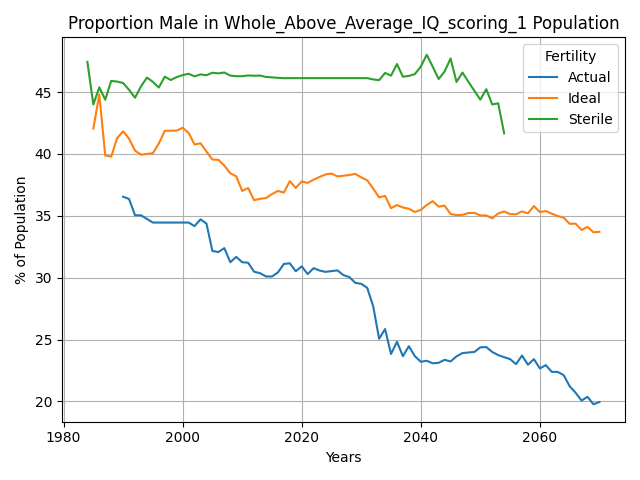 Proportion Male in Whole_Above_Average_IQ_scoring_1 Population
Fertility
Actual
Ideal
Sterile
% of Population
45
40
35
30
25
20
1980
2000
2020
2040
2060
Years